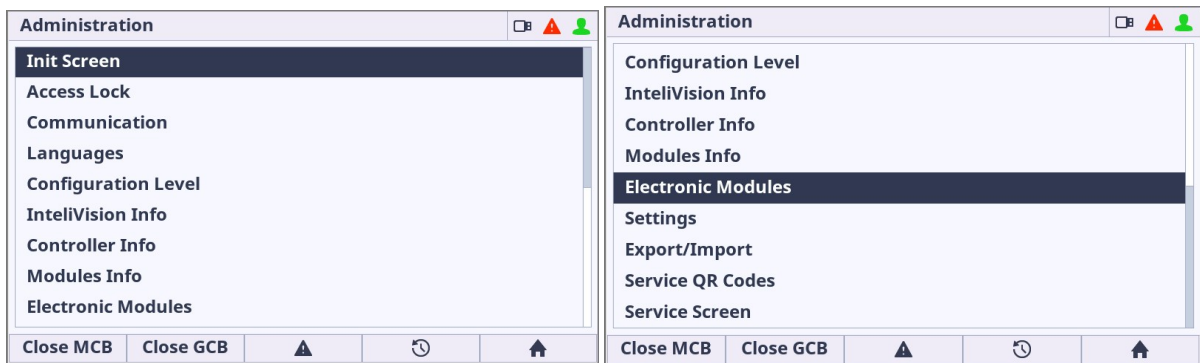 Administration
Init Screen
Access Lock
Communication
Languages
Configuration Level
InteliVision Info
Controller Info
Modules Info
Electronic Modules
Close MCB Close GCB
Administration
Configuration Level
InteliVision Info
Controller Info
Modules Info
Electronic Modules
Settings
Export/Import
Service QR Codes
Service Screen
Close MCB Close GCB